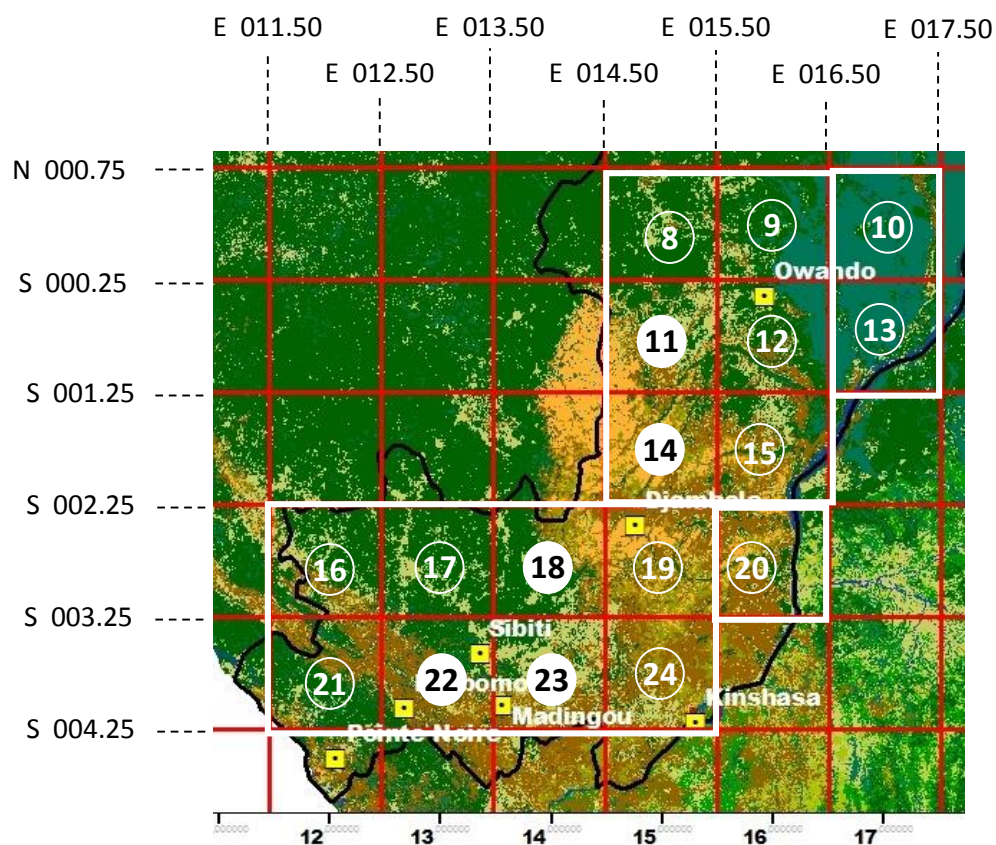 E 011.50 E 013.50 E 015.50 E 017.50
E 012.50 E 014.50 E 016.50
N 000.75
8 9 10
S 000.25
Owando
11 12 13
S 001.25
14 15
S 002.25
16 17 18 19 20
S 003.25
Sibiti
21 22 23 24
Kinshasa
Madingou
S 004.25
Pointe Noire
12 13 14 15 16 17